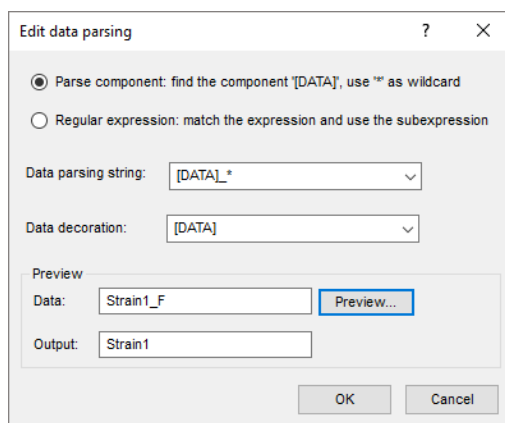 Edit data parsing ?
Parse component: find the component '[DATA]', use '*' as wildcard
Regular expression: match the expression and use the subexpression
Data parsing string: [DATA]_*
Data decoration: [DATA]
Preview
Data: Strain1_F Preview...
Output: Strain1
OK Cancel